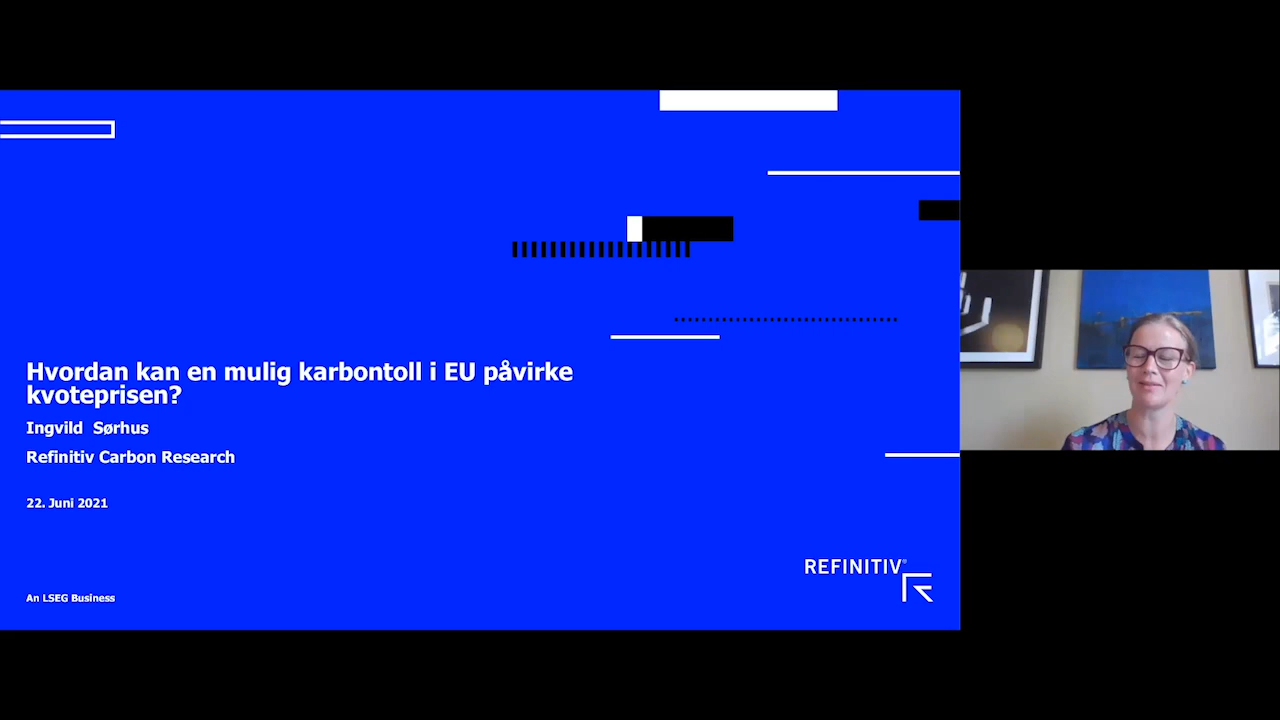 Hvordan kan en mulig karbontoll i EU påvirke
kvoteprisen?
Ingvild  Sørhus
Refinitiv Carbon Research
22. Juni 2021
REFINITIV®
An LSEG Business